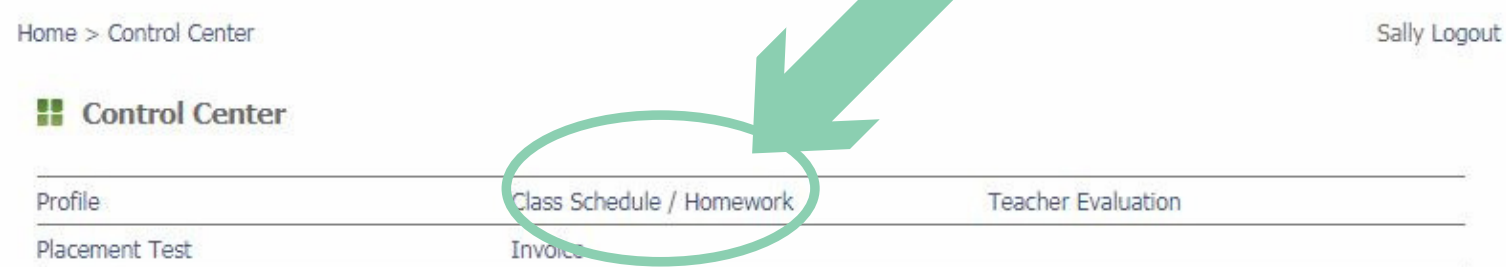 Home > Control Center Sally Logout
Control Center
Profile Class Schedule / Homework Teacher Evaluation
Placement Test Invoice